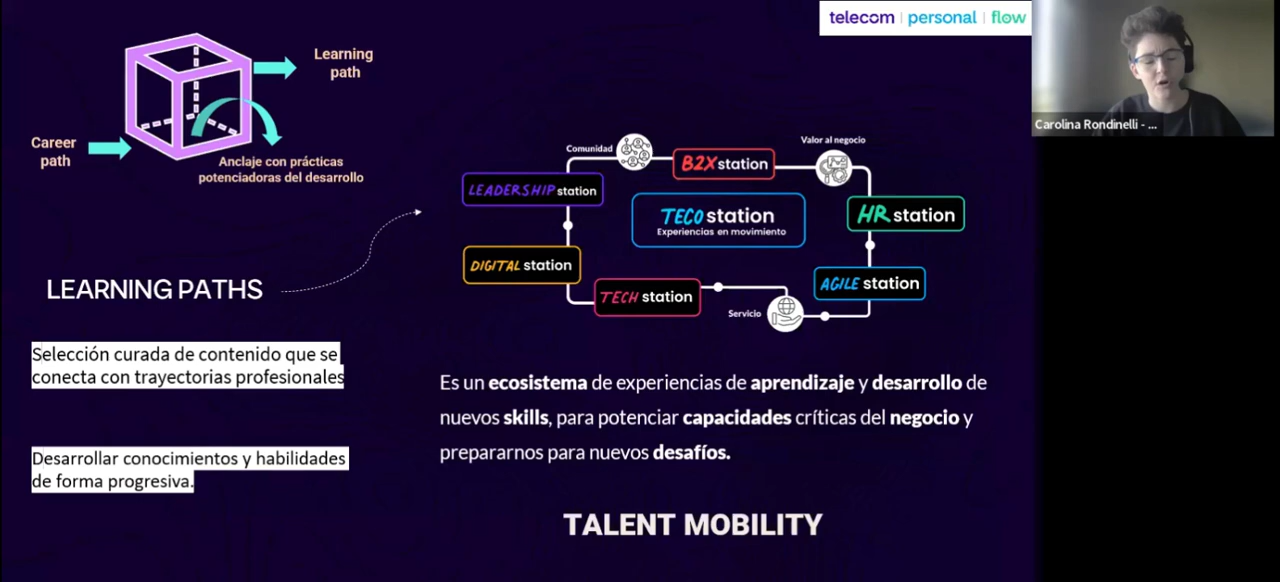 telecom | personal | flow
Carolina Rondinelli - ...
Learning
path
Career
path
Anclaje con prácticas
potenciadoras del desarrollo
Comunidad
B2X station
Valor al negocio
LEADERSHIP station
TECO station
Experiencias en movimiento
HR station
DIGITAL station
TECH station
AGILE station
Servicio
LEARNING PATHS
Selección curada de contenido que se
conecta con trayectorias profesionales
Desarrollar conocimientos y habilidades
de forma progresiva.
Es un ecosistema de experiencias de aprendizaje y desarrollo de
nuevos skills, para potenciar capacidades críticas del negocio y
prepararnos para nuevos desafíos.
TALENT MOBILITY